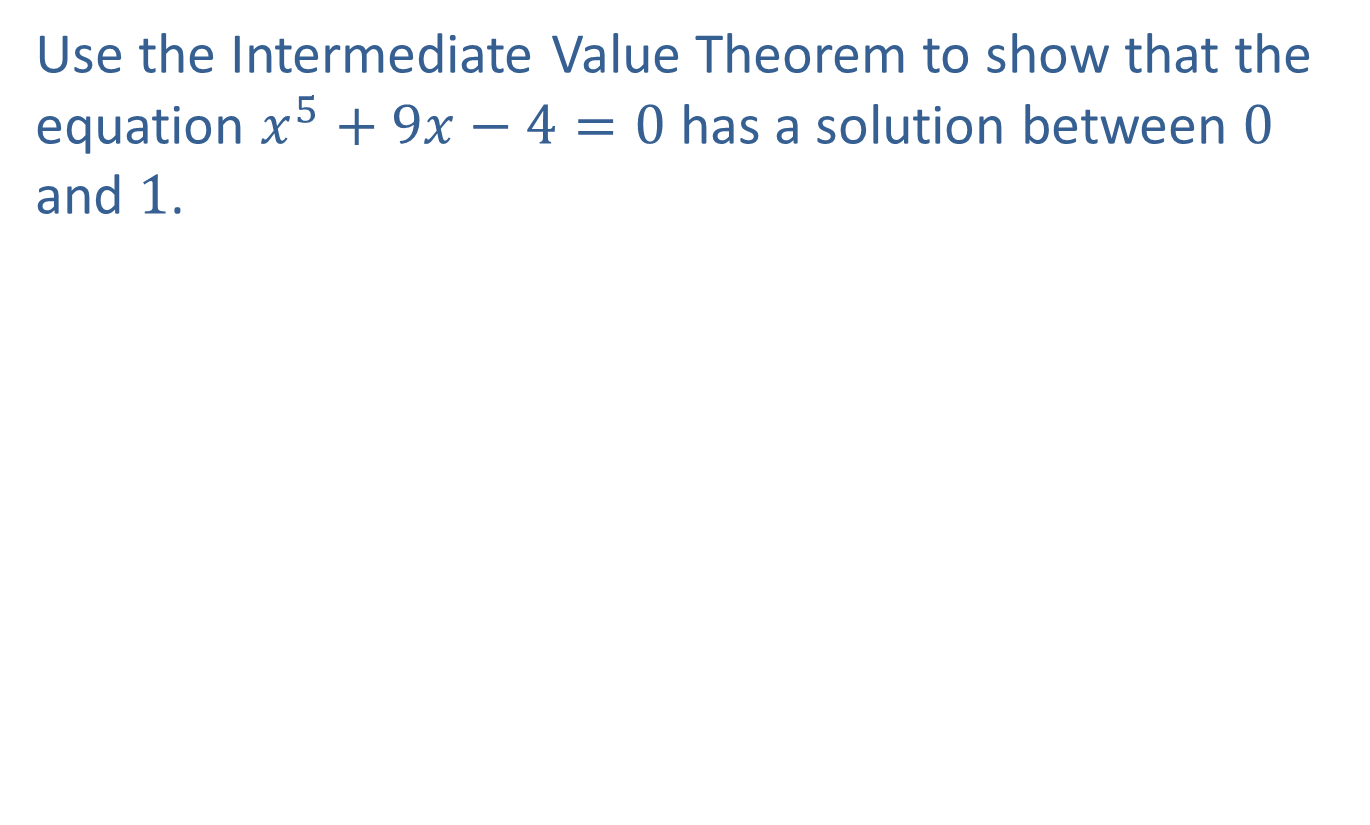 Use the Intermediate Value Theorem to show that the
equation x⁵ + 9x − 4 = 0 has a solution between 0
and 1.